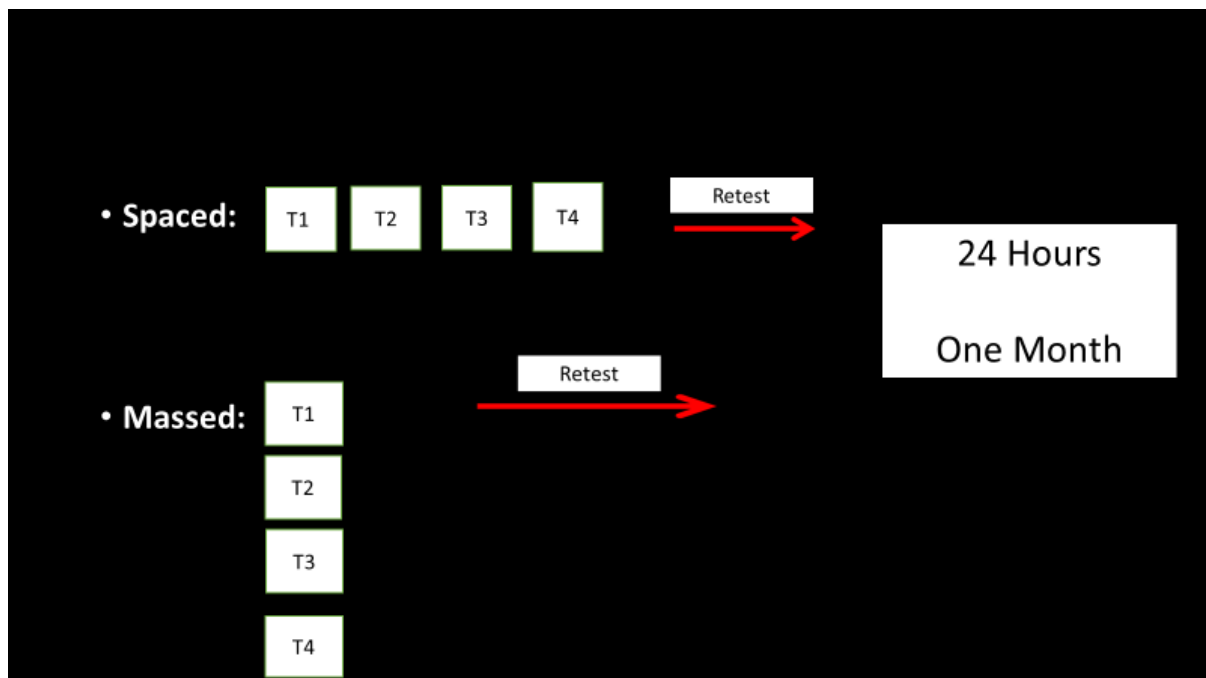 • Spaced:
T1
T2
T3
T4
Retest
24 Hours
One Month
• Massed:
T1
T2
T3
T4
Retest